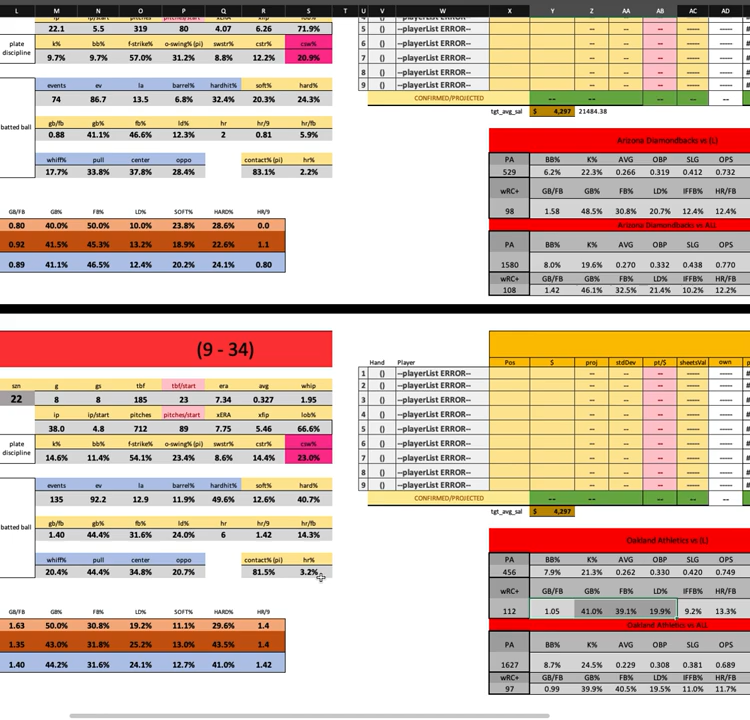 L M N O P Q R S T U V W X Y Z AA AB AC AD
ip ip/start pitches pitches/start xERA xfip lob%
22.1 5.5 319 80 4.07 6.26 71.9%
plate discipline k% bb% f-strike% o-swing% (pi) swstr% cstr% csw%
9.7% 9.7% 57.0% 31.2% 8.8% 12.2% 20.9%
events ev la barrel% hardhit% soft% hard%
74 86.7 13.5 6.8% 32.4% 20.3% 24.3%
batted ball gb/fb gb% fb% ld% hr hr/9 hr/fb
0.88 41.1% 46.6% 12.3% 2 0.81 5.9%
whiff% pull center oppo contact% (pi) hr%
17.7% 33.8% 37.8% 28.4% 83.1% 2.2%
GB/FB GB% FB% LD% SOFT% HARD% HR/9
0.80 40.0% 50.0% 10.0% 23.8% 28.6% 0.0
0.92 41.5% 45.3% 13.2% 18.9% 22.6% 1.1
0.89 41.1% 46.5% 12.4% 20.2% 24.1% 0.80
4 () --playerList ERROR-- -- -- ----- -----
5 () --playerList ERROR-- -- -- ----- -----
6 () --playerList ERROR-- -- -- ----- -----
7 () --playerList ERROR-- -- -- ----- -----
8 () --playerList ERROR-- -- -- ----- -----
9 () --playerList ERROR-- -- -- ----- -----
CONFIRMED/PROJECTED -- -- -- ----- --
tgt_avg_sal $ 4,297 21484.38
Arizona Diamondbacks vs (L)
PA BB% K% AVG OBP SLG OPS
529 6.2% 22.3% 0.266 0.319 0.412 0.732
wRC+ GB/FB GB% FB% LD% IFFB% HR/FB
98 1.58 48.5% 30.8% 20.7% 12.4% 12.4%
Arizona Diamondbacks vs ALL
PA BB% K% AVG OBP SLG OPS
1580 8.0% 19.6% 0.270 0.332 0.438 0.770
wRC+ GB/FB GB% FB% LD% IFFB% HR/FB
108 1.42 46.1% 32.5% 21.4% 10.2% 12.2%
(9 - 34)
szn g gs tbf tbf/start era avg whip
22 8 8 185 23 7.34 0.327 1.95
ip ip/start pitches pitches/start xERA xfip lob%
38.0 4.8 712 89 7.75 5.46 66.6%
plate discipline k% bb% f-strike% o-swing% (pi) swstr% cstr% csw%
14.6% 11.4% 54.1% 23.4% 8.6% 14.4% 23.0%
events ev la barrel% hardhit% soft% hard%
135 92.2 12.9 11.9% 49.6% 12.6% 40.7%
batted ball gb/fb gb% fb% ld% hr hr/9 hr/fb
1.40 44.4% 31.6% 24.0% 6 1.42 14.3%
whiff% pull center oppo contact% (pi) hr%
20.4% 44.4% 34.8% 20.7% 81.5% 3.2%
GB/FB GB% FB% LD% SOFT% HARD% HR/9
1.63 50.0% 30.8% 19.2% 11.1% 29.6% 1.4
1.35 43.0% 31.8% 25.2% 13.0% 43.5% 1.4
1.40 44.2% 31.6% 24.1% 12.7% 41.0% 1.42
Hand Player Pos $ proj stdDev pt/$ sheetsVal own
1 () --playerList ERROR-- -- -- ----- ----- #
2 () --playerList ERROR-- -- -- ----- ----- #
3 () --playerList ERROR-- -- -- ----- ----- #
4 () --playerList ERROR-- -- -- ----- ----- #
5 () --playerList ERROR-- -- -- ----- ----- #
6 () --playerList ERROR-- -- -- ----- ----- #
7 () --playerList ERROR-- -- -- ----- ----- #
8 () --playerList ERROR-- -- -- ----- ----- #
9 () --playerList ERROR-- -- -- ----- ----- #
CONFIRMED/PROJECTED -- -- -- ----- --
tgt_avg_sal $ 4,297
Oakland Athletics vs (L)
PA BB% K% AVG OBP SLG OPS
456 7.9% 21.3% 0.262 0.330 0.420 0.749
wRC+ GB/FB GB% FB% LD% IFFB% HR/FB
112 1.05 41.0% 39.1% 19.9% 9.2% 13.3%
Oakland Athletics vs ALL
PA BB% K% AVG OBP SLG OPS
1627 8.7% 24.5% 0.229 0.308 0.381 0.689
wRC+ GB/FB GB% FB% LD% IFFB% HR/FB
97 0.99 39.9% 40.5% 19.5% 11.0% 11.7%